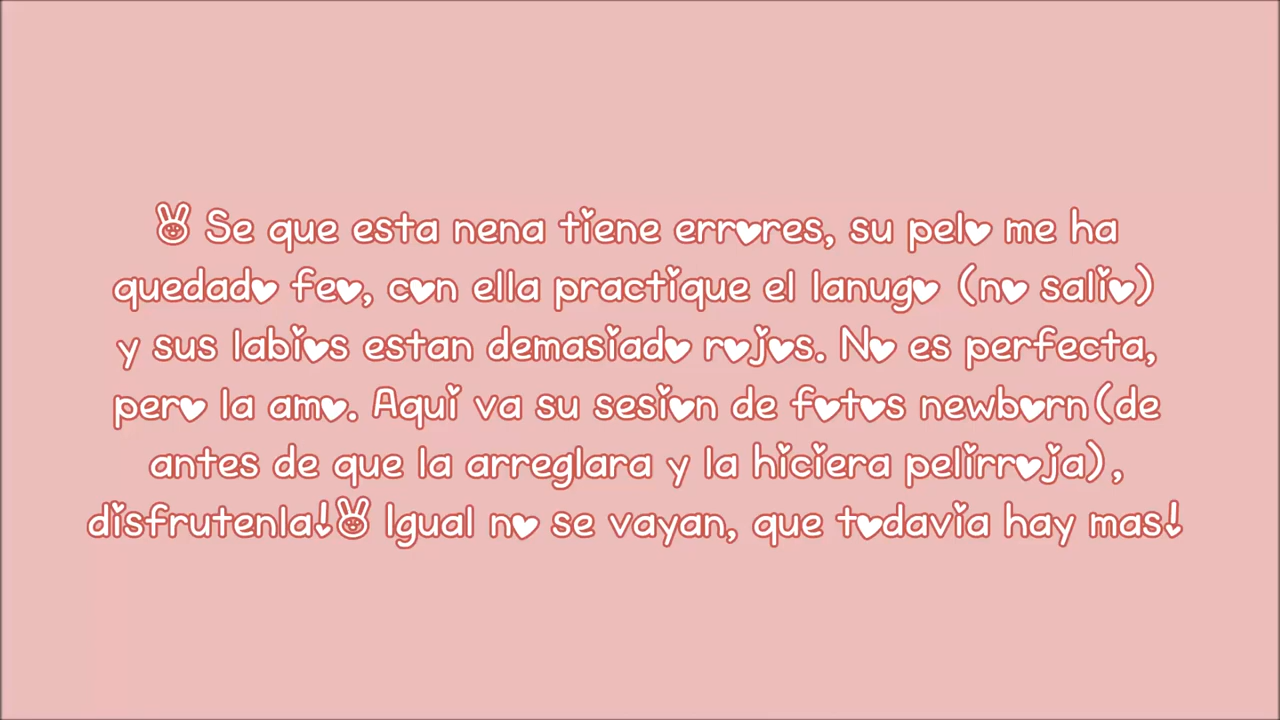 Se que esta nena tiene errores, su pelo me ha
quedado feo, con ella practique el lanugo (no salio)
y sus labios estan demasiado rojos. No es perfecta,
pero la amo. Aqui va su sesion de fotos newborn(de
antes de que la arreglara y la hiciera pelirroja),
disfrutenla! Igual no se vayan, que todavia hay mas!